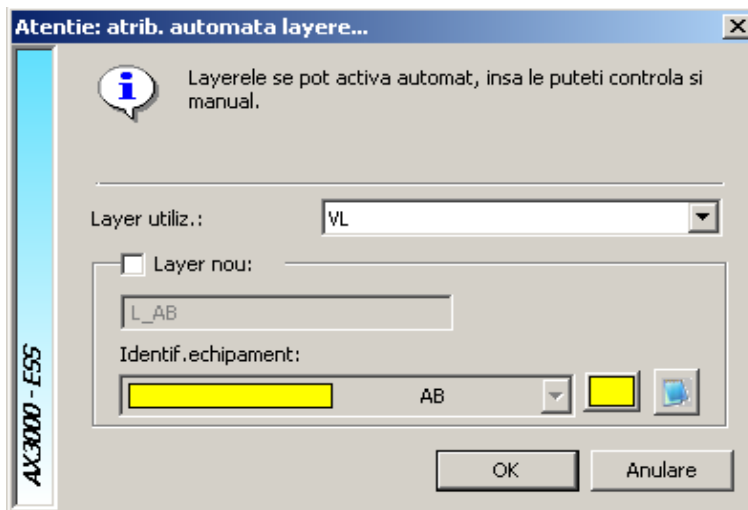 Atentie: atrib. automata layere...
Layerele se pot activa automat, insa le puteti controla si
manual.
Layer utiliz.:
VL
Layer nou:
L_AB
Identif.echipament:
AB
AX3000 - ESS
OK
Anulare